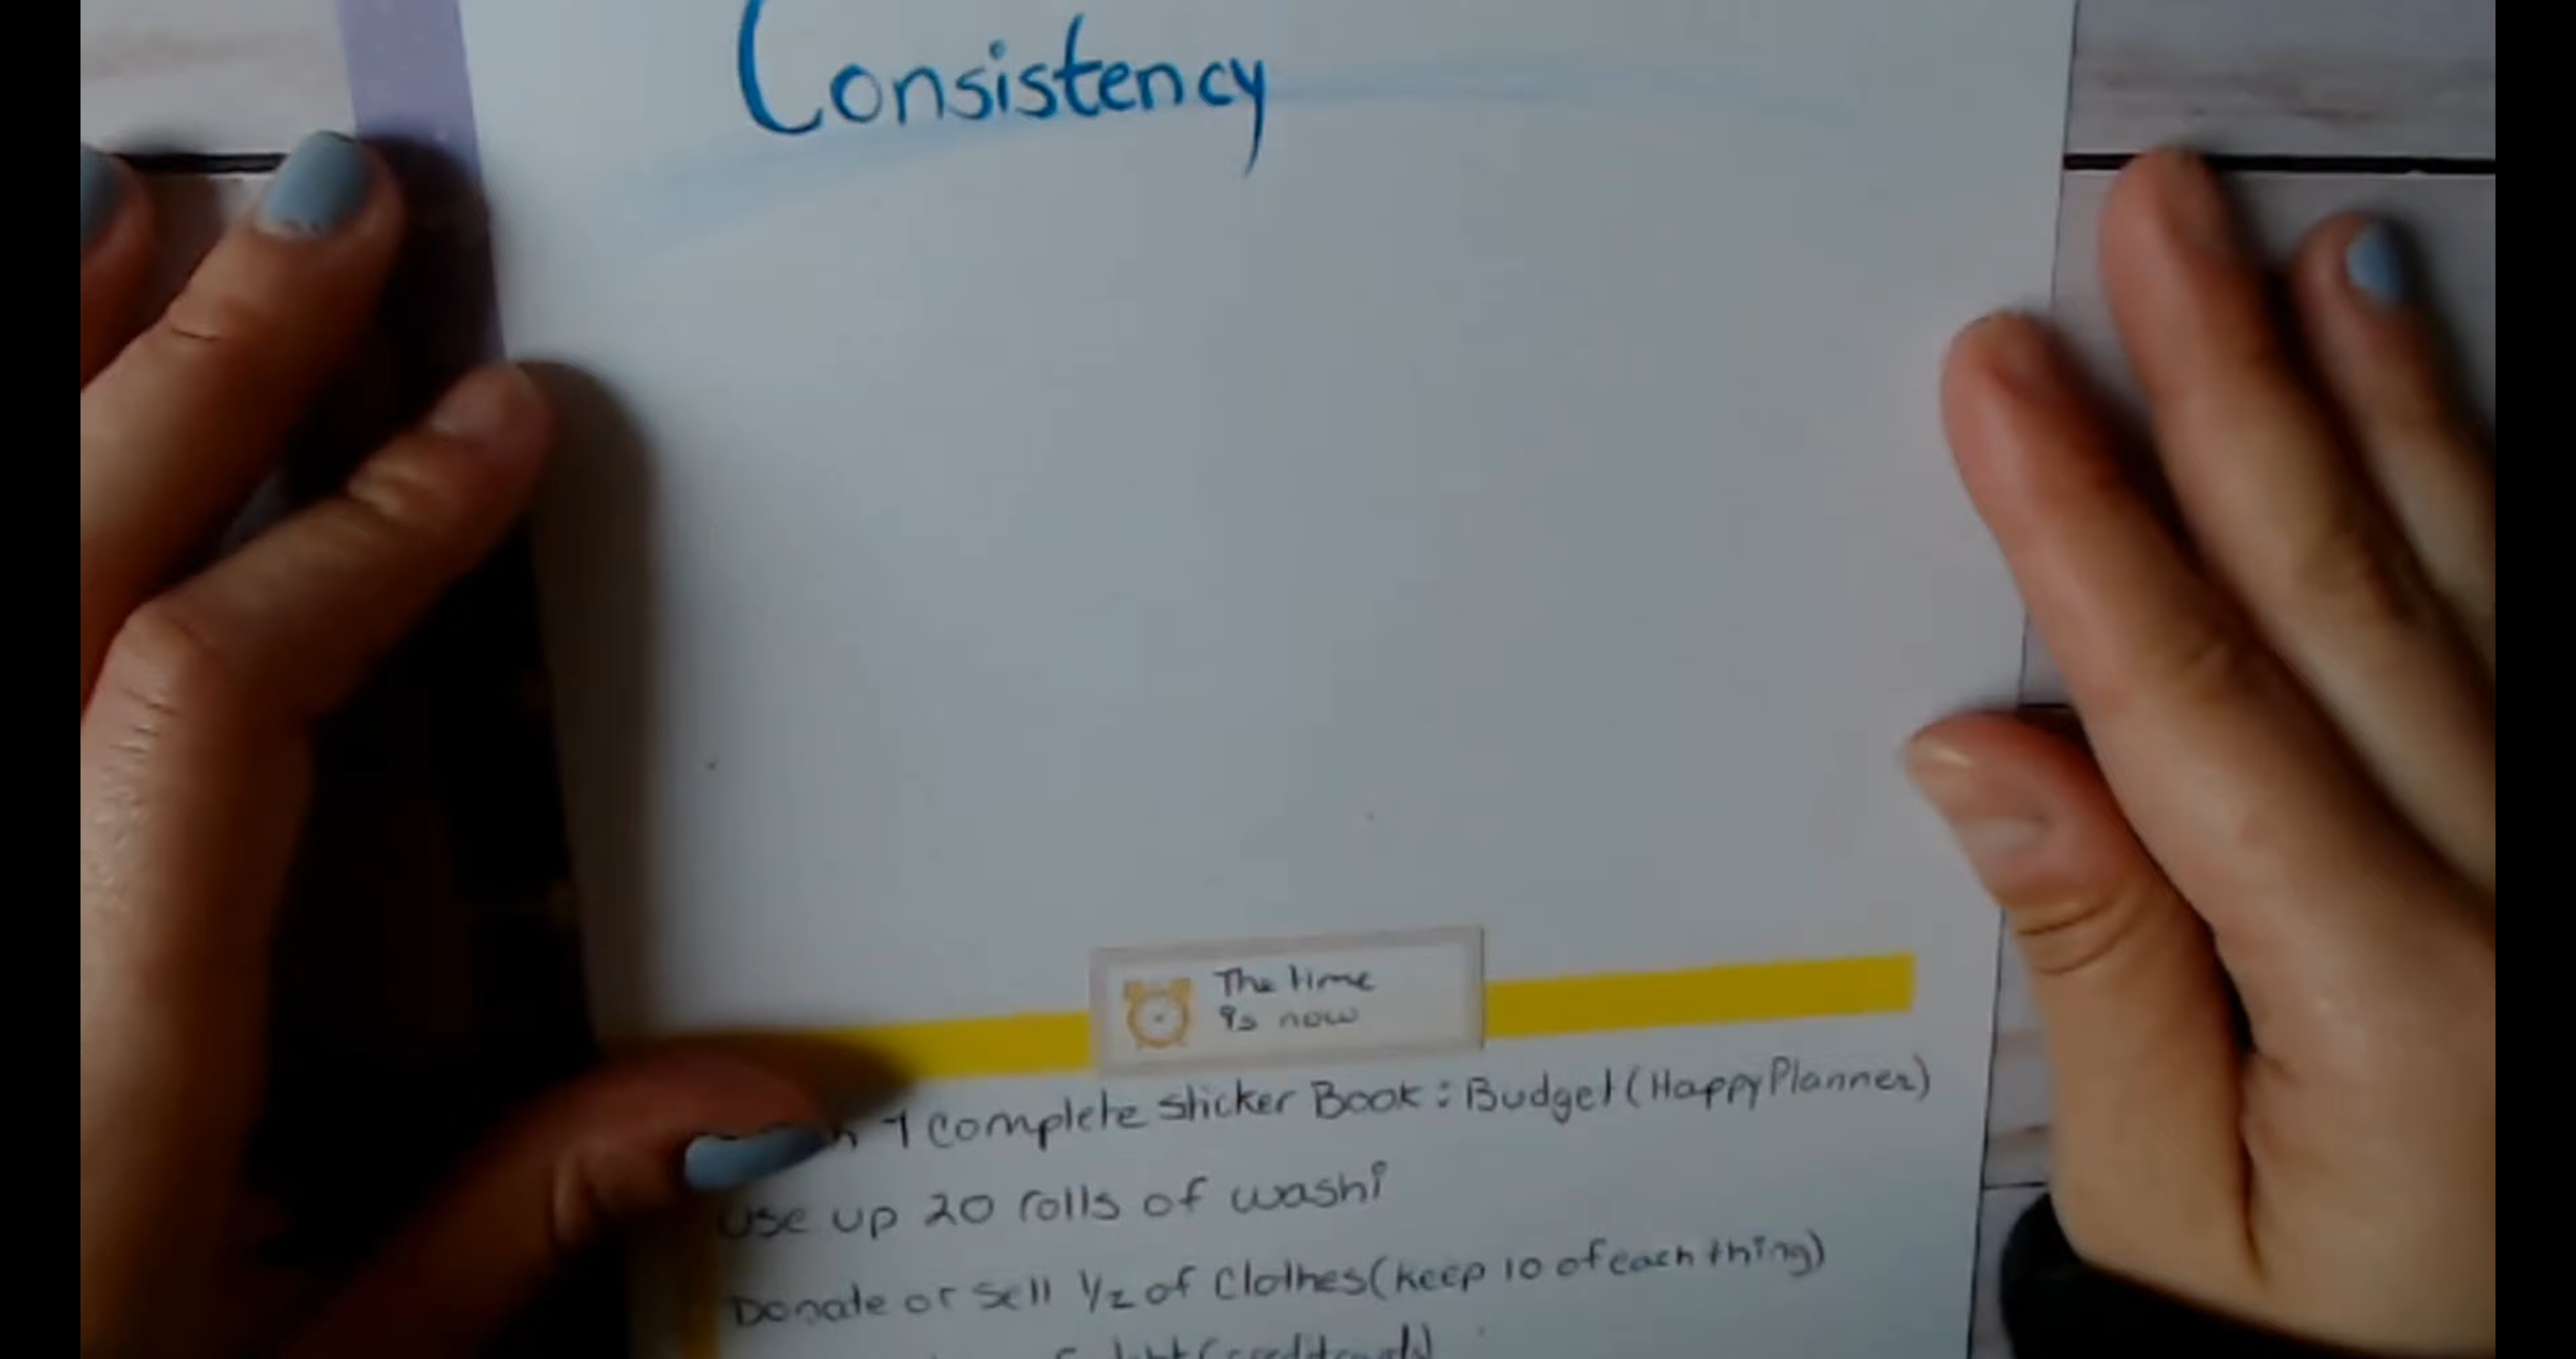 Consistency
The time
is now
1 Complete Sticker Book: Budget (Happy Planner)
Use up 20 rolls of washi
Donate or Sell 1/2 of Clothes (keep 10 of each thing)